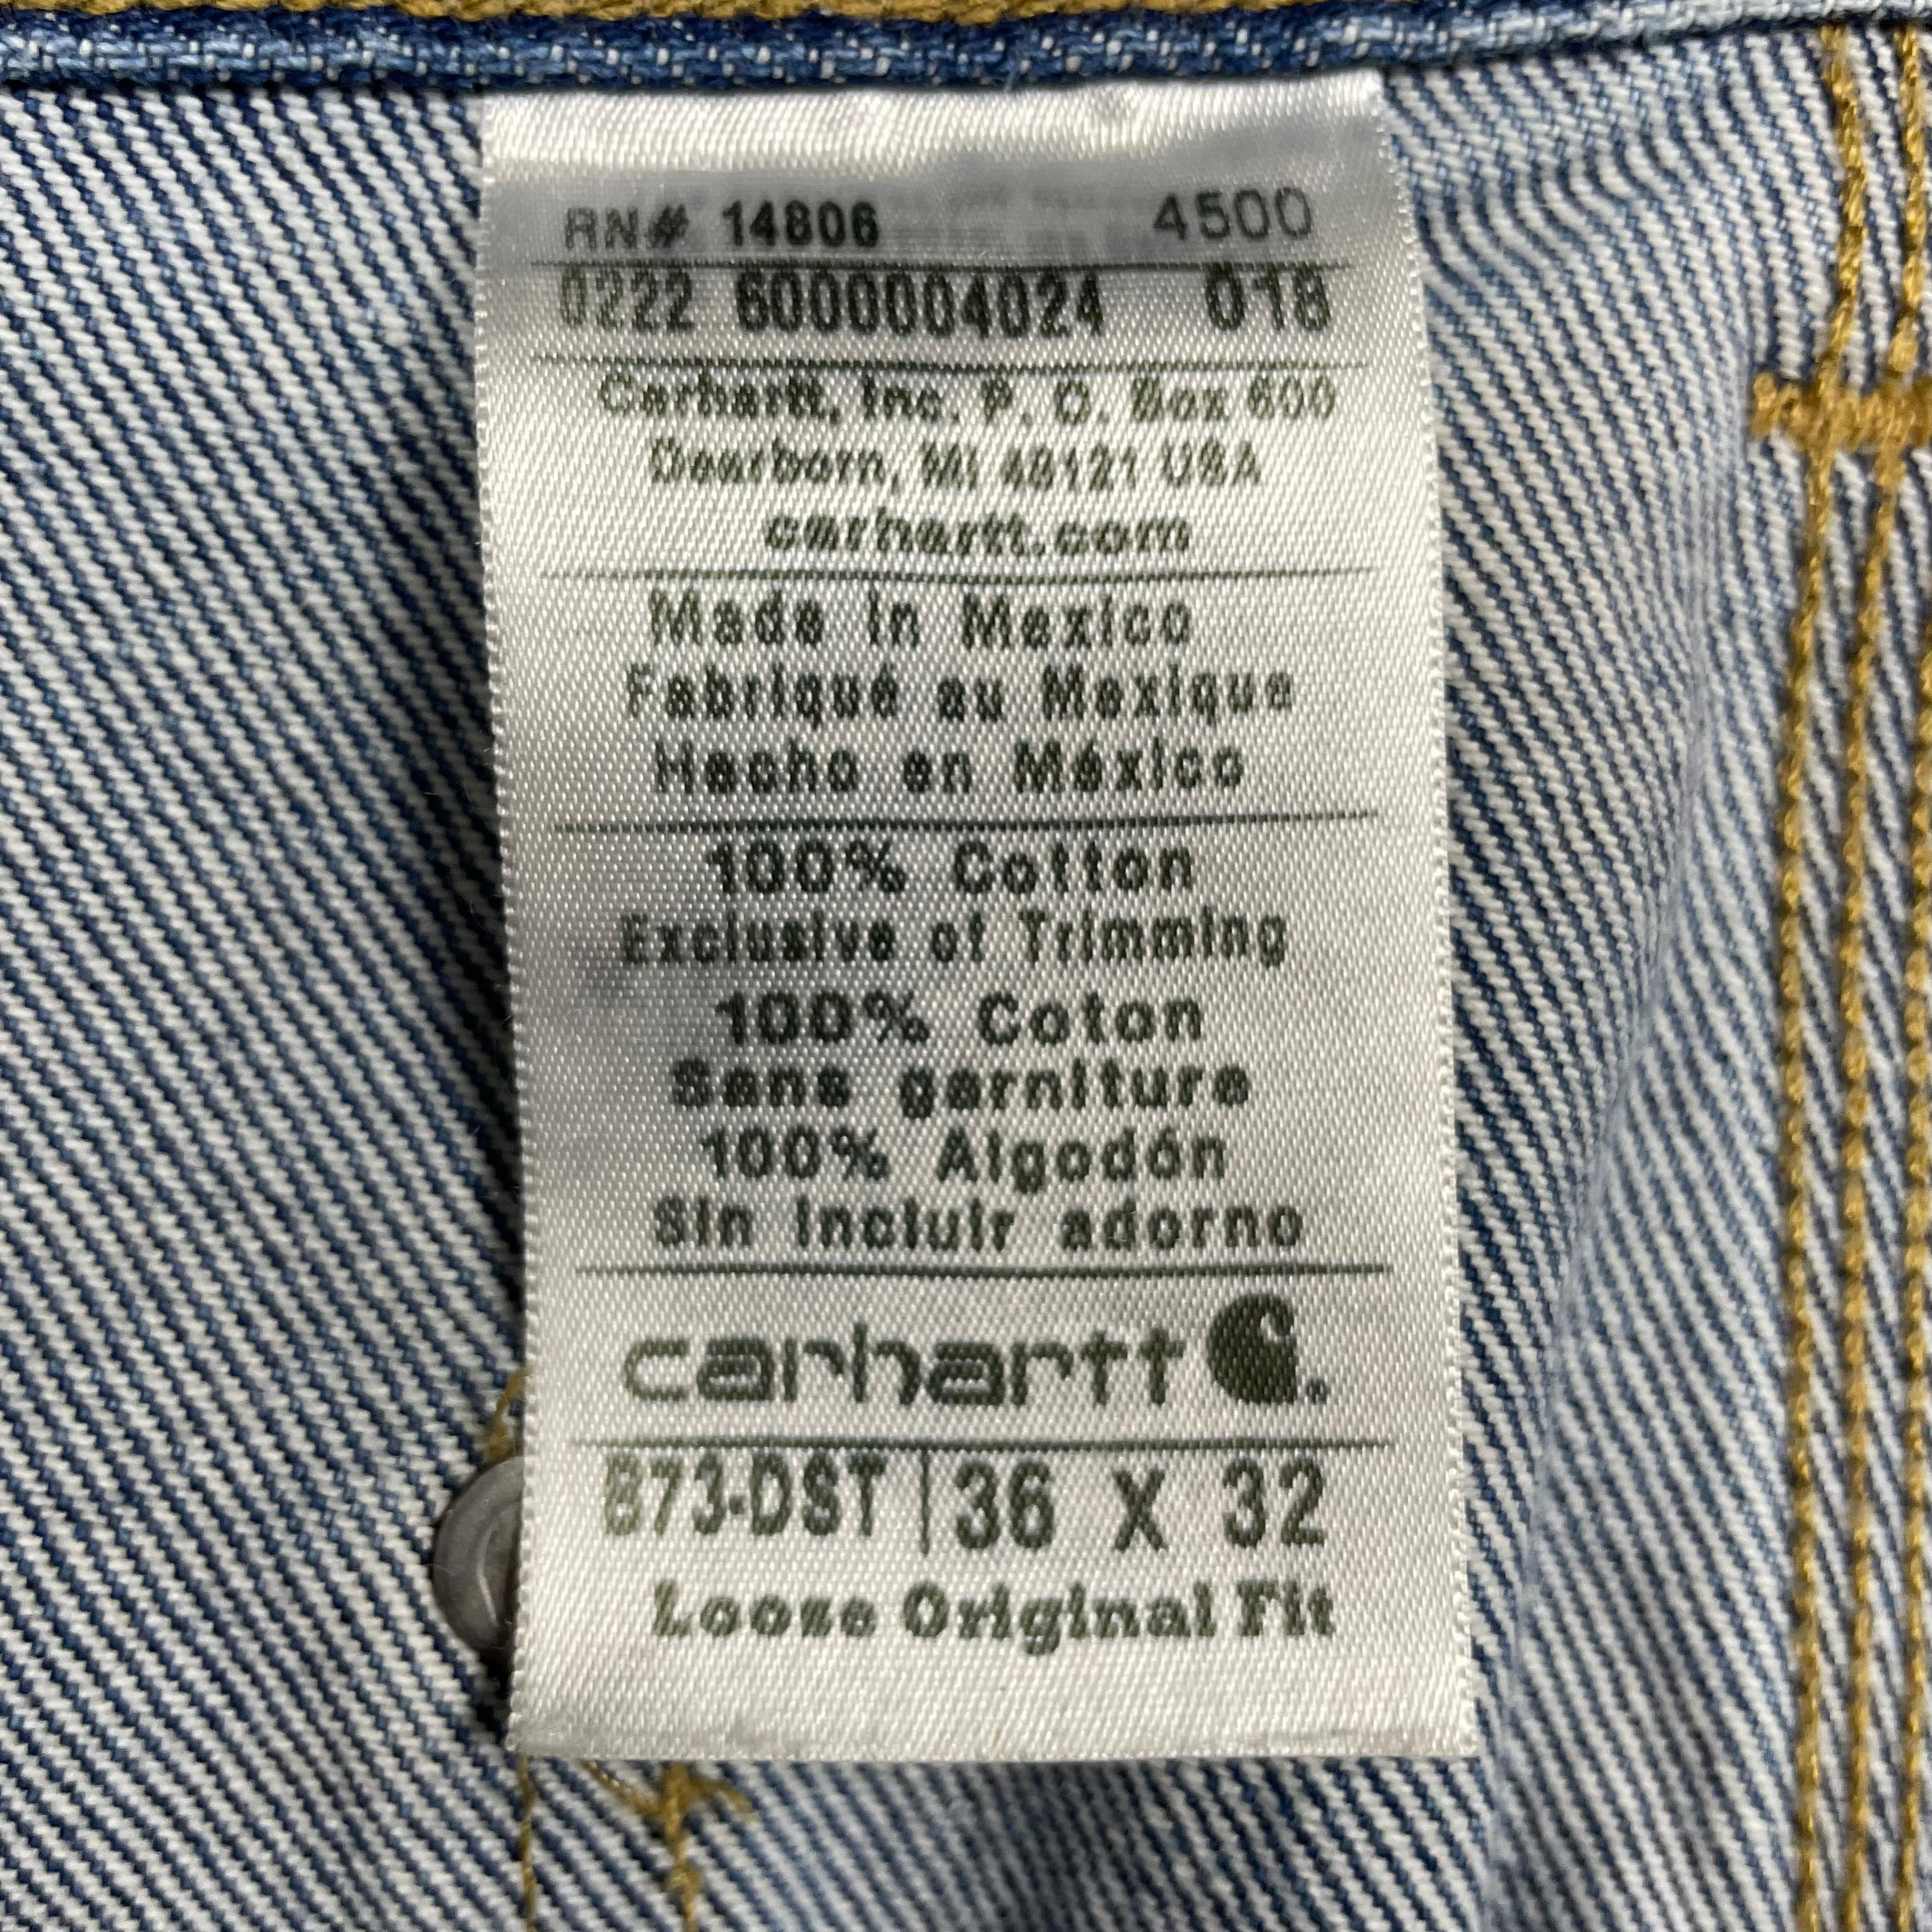 RN# 14806 4500
0222 6000004024 018
Carhartt, Inc. P. O. Box 600
Dearborn, MI 48121 USA
carhartt.com
Made in Mexico
Fabriqué au Mexique
Hecho en México
100% Cotton
Exclusive of Trimming
100% Coton
Sans garniture
100% Algodón
Sin incluir adorno
carhartt
B73-DST | 36 X 32
Loose Original Fit